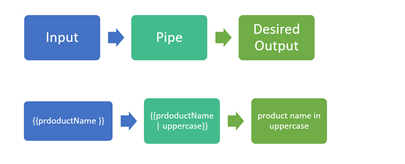 Input
Pipe
Desired
Output
{{prdoductName }}
{{prdoductName
| uppercase}}
product name in
uppercase